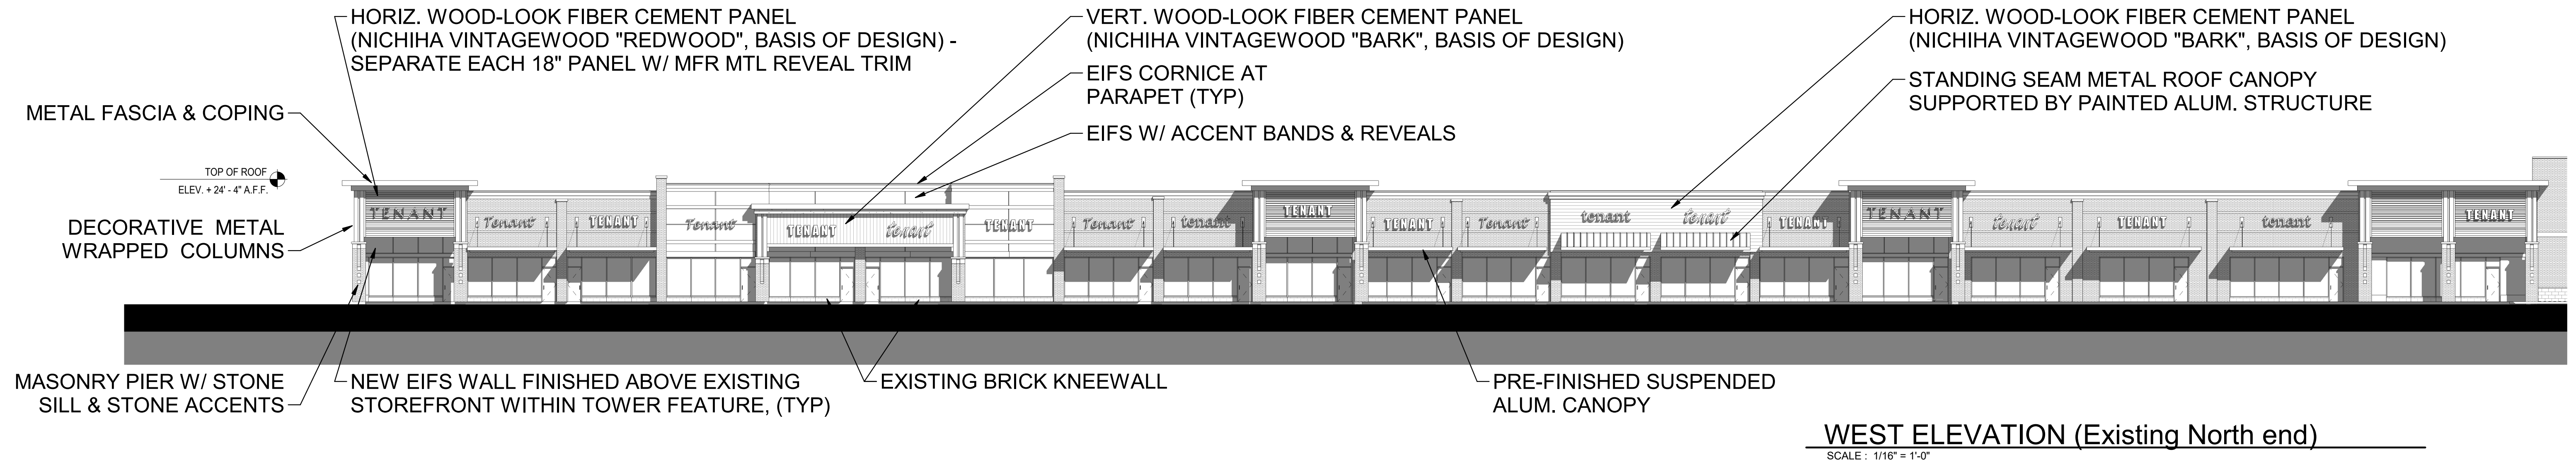 HORIZ. WOOD-LOOK FIBER CEMENT PANEL
(NICHIHA VINTAGEWOOD "REDWOOD", BASIS OF DESIGN) -
SEPARATE EACH 18" PANEL W/ MFR MTL REVEAL TRIM
VERT. WOOD-LOOK FIBER CEMENT PANEL
(NICHIHA VINTAGEWOOD "BARK", BASIS OF DESIGN)
EIFS CORNICE AT
PARAPET (TYP)
EIFS W/ ACCENT BANDS & REVEALS
HORIZ. WOOD-LOOK FIBER CEMENT PANEL
(NICHIHA VINTAGEWOOD "BARK", BASIS OF DESIGN)
STANDING SEAM METAL ROOF CANOPY
SUPPORTED BY PAINTED ALUM. STRUCTURE
METAL FASCIA & COPING
TOP OF ROOF
ELEV. + 24' - 4" A.F.F.
DECORATIVE METAL
WRAPPED COLUMNS
TENANT
Tenant
TENANT
Tenant
TENANT
tenant
TENANT
Tenant
tenant
TENANT
TENANT
Tenant
tenant
tenant
TENANT
TENANT
tenant
TENANT
tenant
TENANT
MASONRY PIER W/ STONE
SILL & STONE ACCENTS
NEW EIFS WALL FINISHED ABOVE EXISTING
STOREFRONT WITHIN TOWER FEATURE, (TYP)
EXISTING BRICK KNEEWALL
PRE-FINISHED SUSPENDED
ALUM. CANOPY
WEST ELEVATION (Existing North end)
SCALE : 1/16" = 1'-0"